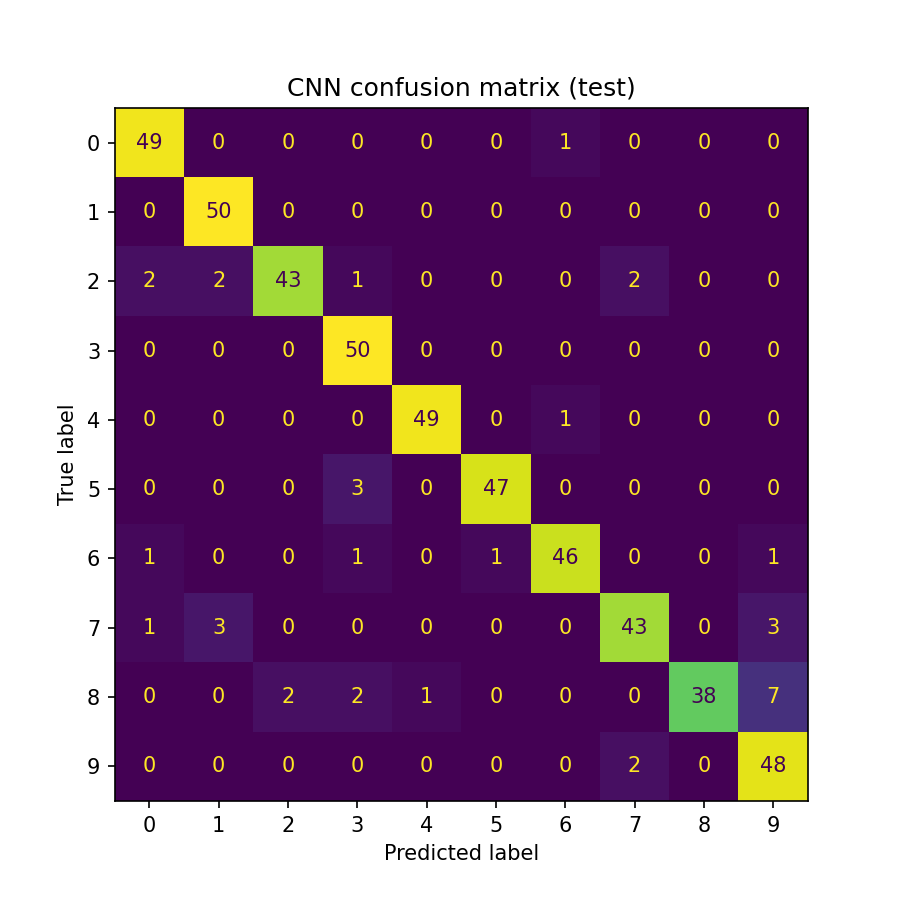 CNN confusion matrix (test)
True label
0 49 0 0 0 0 0 1 0 0 0
1 0 50 0 0 0 0 0 0 0 0
2 2 2 43 1 0 0 0 2 0 0
3 0 0 0 50 0 0 0 0 0 0
4 0 0 0 0 49 0 1 0 0 0
5 0 0 0 3 0 47 0 0 0 0
6 1 0 0 1 0 1 46 0 0 1
7 1 3 0 0 0 0 0 43 0 3
8 0 0 2 2 1 0 0 0 38 7
9 0 0 0 0 0 0 0 2 0 48
0 1 2 3 4 5 6 7 8 9
Predicted label